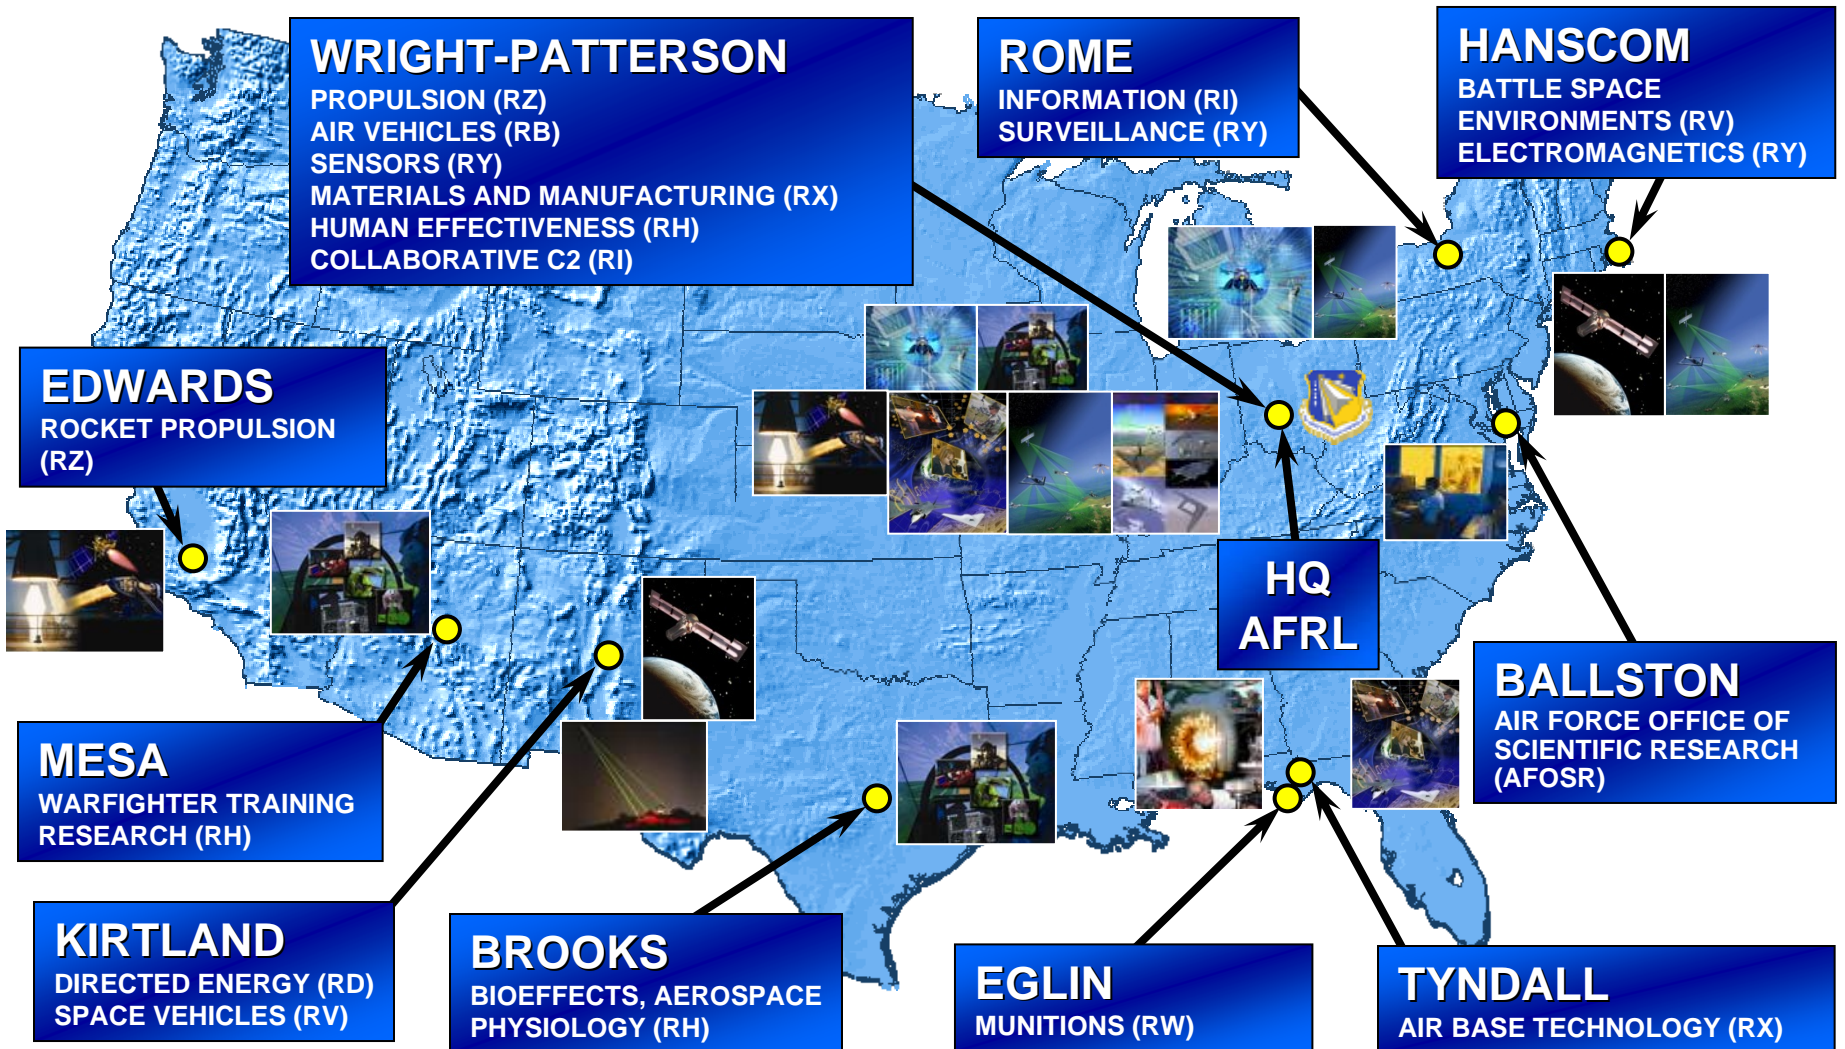 WRIGHT-PATTERSON
PROPULSION (RZ)
AIR VEHICLES (RB)
SENSORS (RY)
MATERIALS AND MANUFACTURING (RX)
HUMAN EFFECTIVENESS (RH)
COLLABORATIVE C2 (RI)
ROME
INFORMATION (RI)
SURVEILLANCE (RY)
HANSCOM
BATTLE SPACE
ENVIRONMENTS (RV)
ELECTROMAGNETICS (RY)
EDWARDS
ROCKET PROPULSION
(RZ)
HQ
AFRL
BALLSTON
AIR FORCE OFFICE OF
SCIENTIFIC RESEARCH
(AFOSR)
MESA
WARFIGHTER TRAINING
RESEARCH (RH)
KIRTLAND
DIRECTED ENERGY (RD)
SPACE VEHICLES (RV)
BROOKS
BIOEFFECTS, AEROSPACE
PHYSIOLOGY (RH)
EGLIN
MUNITIONS (RW)
TYNDALL
AIR BASE TECHNOLOGY (RX)